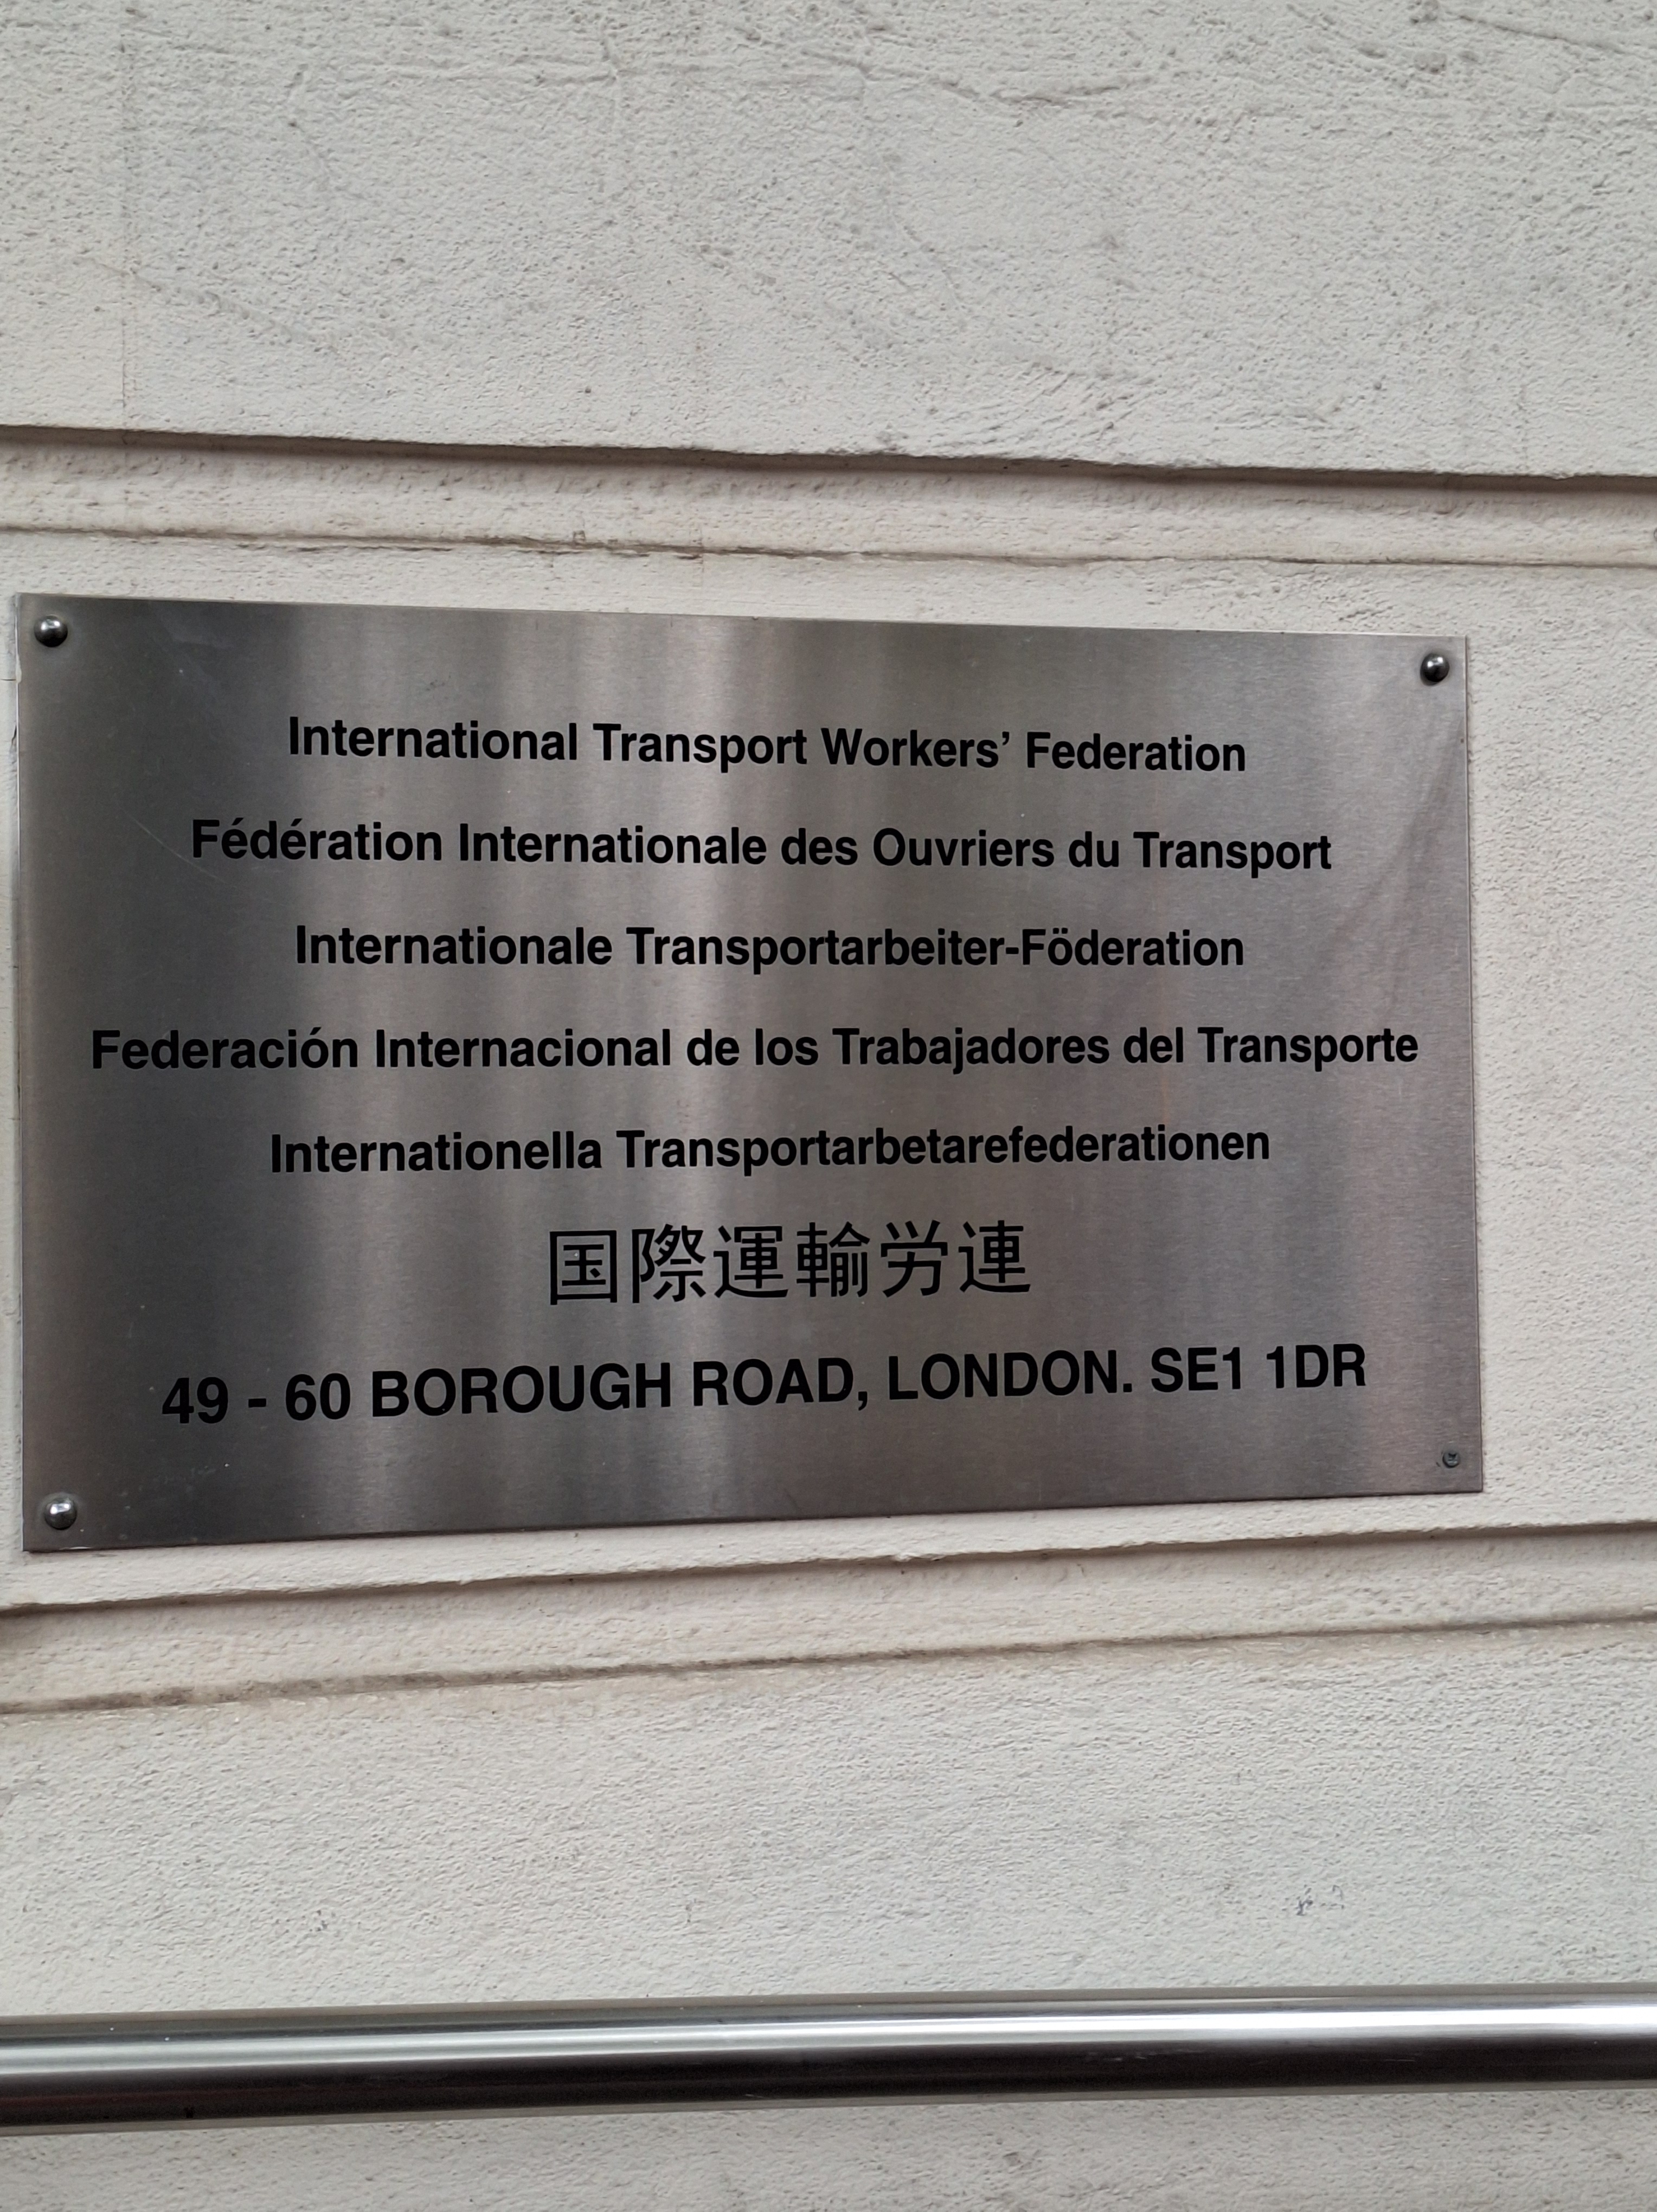 International Transport Workers’ Federation
Fédération Internationale des Ouvriers du Transport
Internationale Transportarbeiter-Föderation
Federación Internacional de los Trabajadores del Transporte
Internationella Transportarbetarefederationen
国際運輸労連
49 - 60 BOROUGH ROAD, LONDON. SE1 1DR